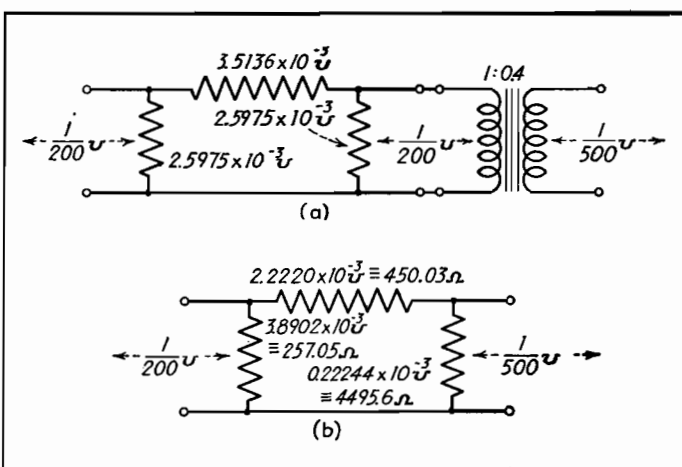 3.5136 x 10⁻³ ℧
1:0.4
2.5975 x 10⁻³ ℧
1/200 ℧
1/200 ℧
1/500 ℧
2.5975 x 10⁻³ ℧
(a)
2.2220 x 10⁻³ ℧ ≡ 450.03 Ω
3.8902 x 10⁻³ ℧
≡ 257.05 Ω
1/200 ℧
1/500 ℧
0.22244 x 10⁻³ ℧
≡ 4495.6 Ω
(b)